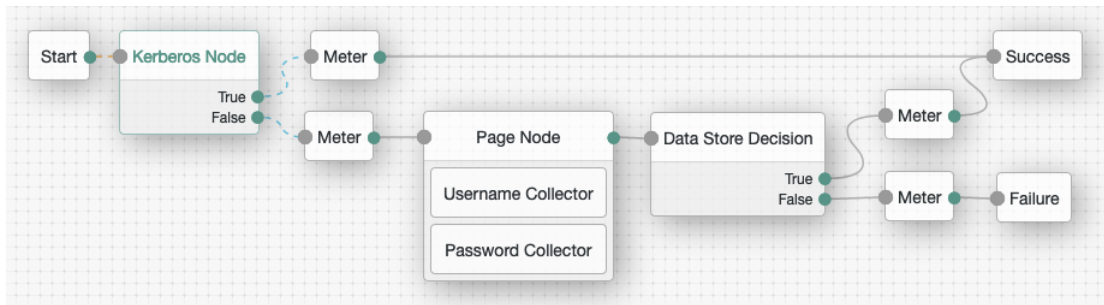 Start
Kerberos Node
True
False
Meter
Meter
Page Node
Username Collector
Password Collector
Data Store Decision
True
False
Meter
Meter
Success
Failure